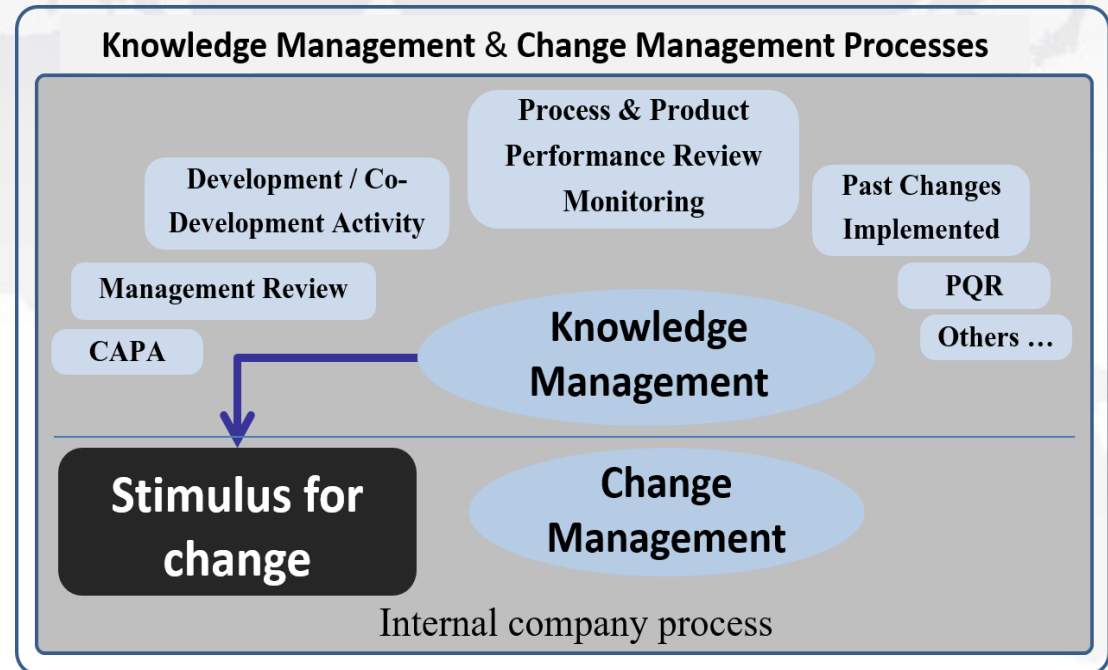 Knowledge Management & Change Management Processes
Process & Product
Performance Review
Monitoring
Development / Co-
Development Activity
Past Changes
Implemented
Management Review
PQR
CAPA
Others …
Knowledge
Management
Stimulus for
change
Change
Management
Internal company process